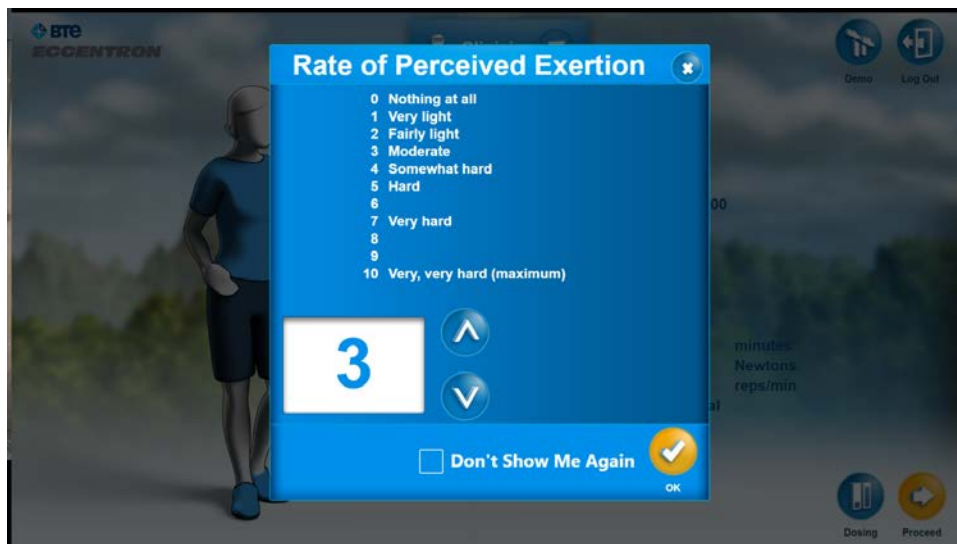 BTE
ECCENTRON
Rate of Perceived Exertion
0 Nothing at all
1 Very light
2 Fairly light
3 Moderate
4 Somewhat hard
5 Hard
6
7 Very hard
8
9
10 Very, very hard (maximum)
3
Don't Show Me Again
OK
Demo
Log Out
00
minutes
Newtons
reps/min
al
Dosing
Proceed